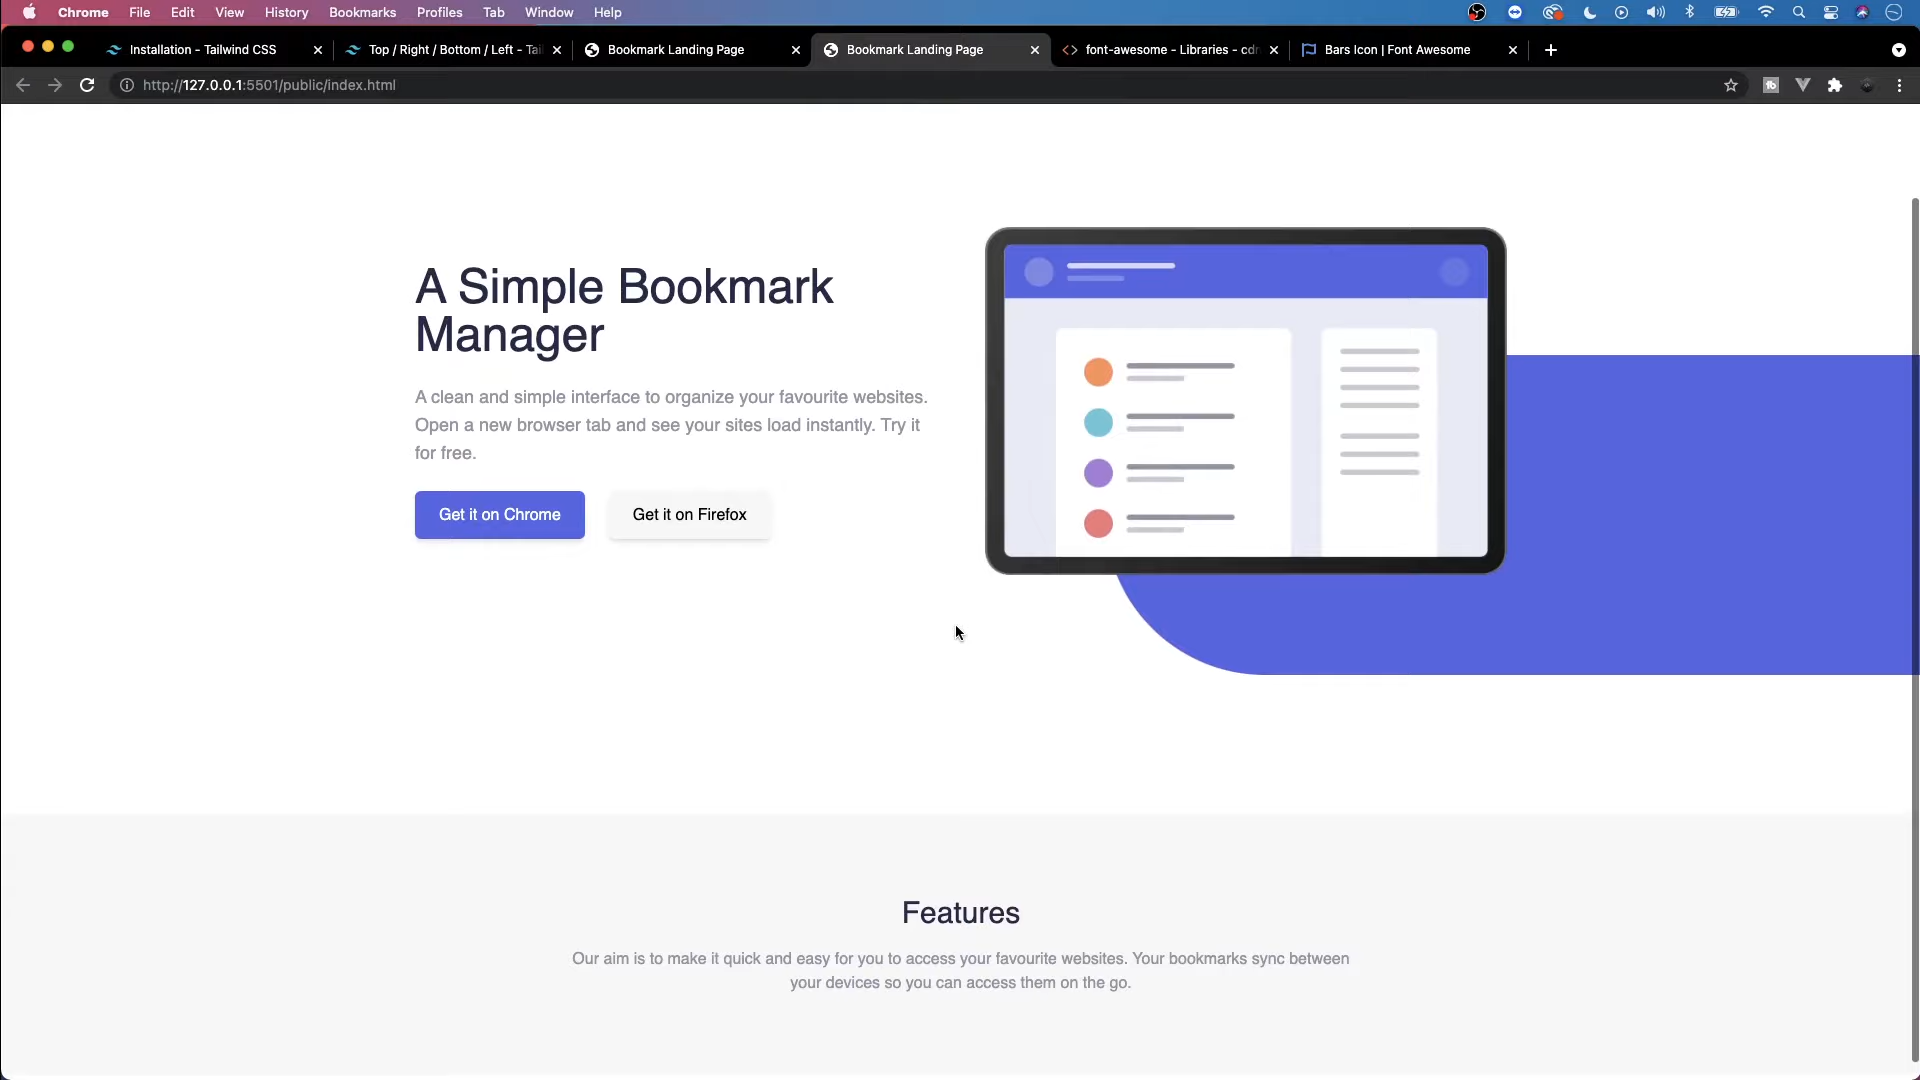 Chrome File Edit View History Bookmarks Profiles Tab Window Help
Installation - Tailwind CSS
Top / Right / Bottom / Left - Tai
Bookmark Landing Page
Bookmark Landing Page
font-awesome - Libraries - cdn
Bars Icon | Font Awesome
http://127.0.0.1:5501/public/index.html
A Simple Bookmark
Manager
A clean and simple interface to organize your favourite websites.
Open a new browser tab and see your sites load instantly. Try it
for free.
Get it on Chrome
Get it on Firefox
Features
Our aim is to make it quick and easy for you to access your favourite websites. Your bookmarks sync between
your devices so you can access them on the go.